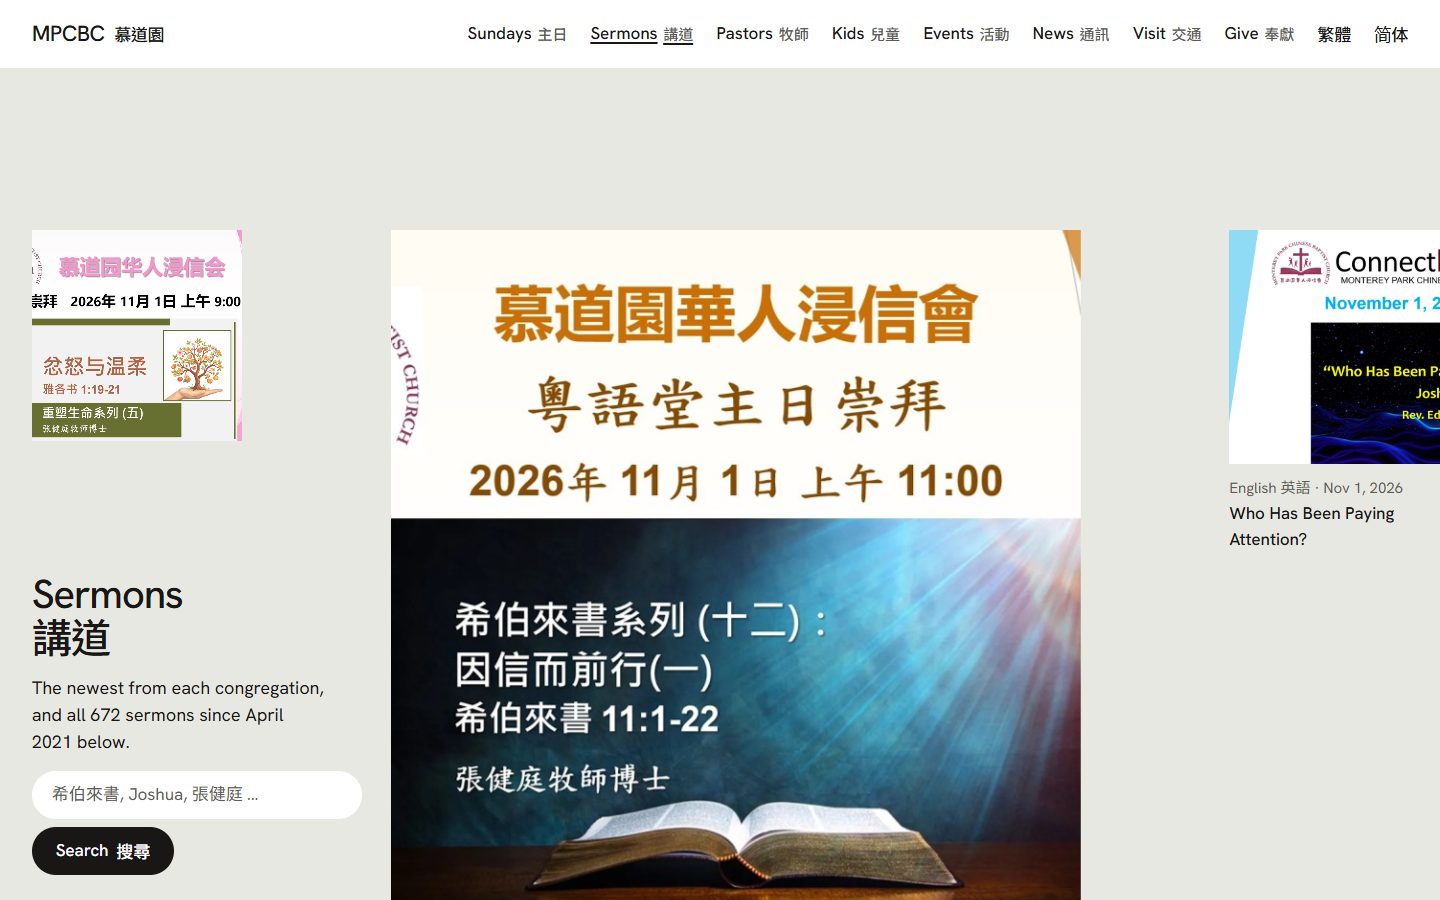 MPCBC 慕道園
Sundays 主日
Sermons 講道
Pastors 牧師
Kids 兒童
Events 活動
News 通訊
Visit 交通
Give 奉獻
繁體
简体
慕道园华人浸信会
崇拜 2026年 11月 1日 上午 9:00
忿怒与温柔
雅各书 1:19-21
重塑生命系列 (五)
张健庭牧师博士
Sermons
講道
The newest from each congregation,
and all 672 sermons since April
2021 below.
希伯來書, Joshua, 張健庭 ...
Search 搜尋
慕道園華人浸信會
粵語堂主日崇拜
2026年 11月 1日 上午 11:00
IST CHURCH
希伯來書系列 (十二)：
因信而前行(一)
希伯來書 11:1-22
張健庭牧師博士
Connect
MONTEREY PARK CHINE
November 1, 2
“Who Has Been Pa
Josh
Rev. Ed
English 英語 · Nov 1, 2026
Who Has Been Paying
Attention?